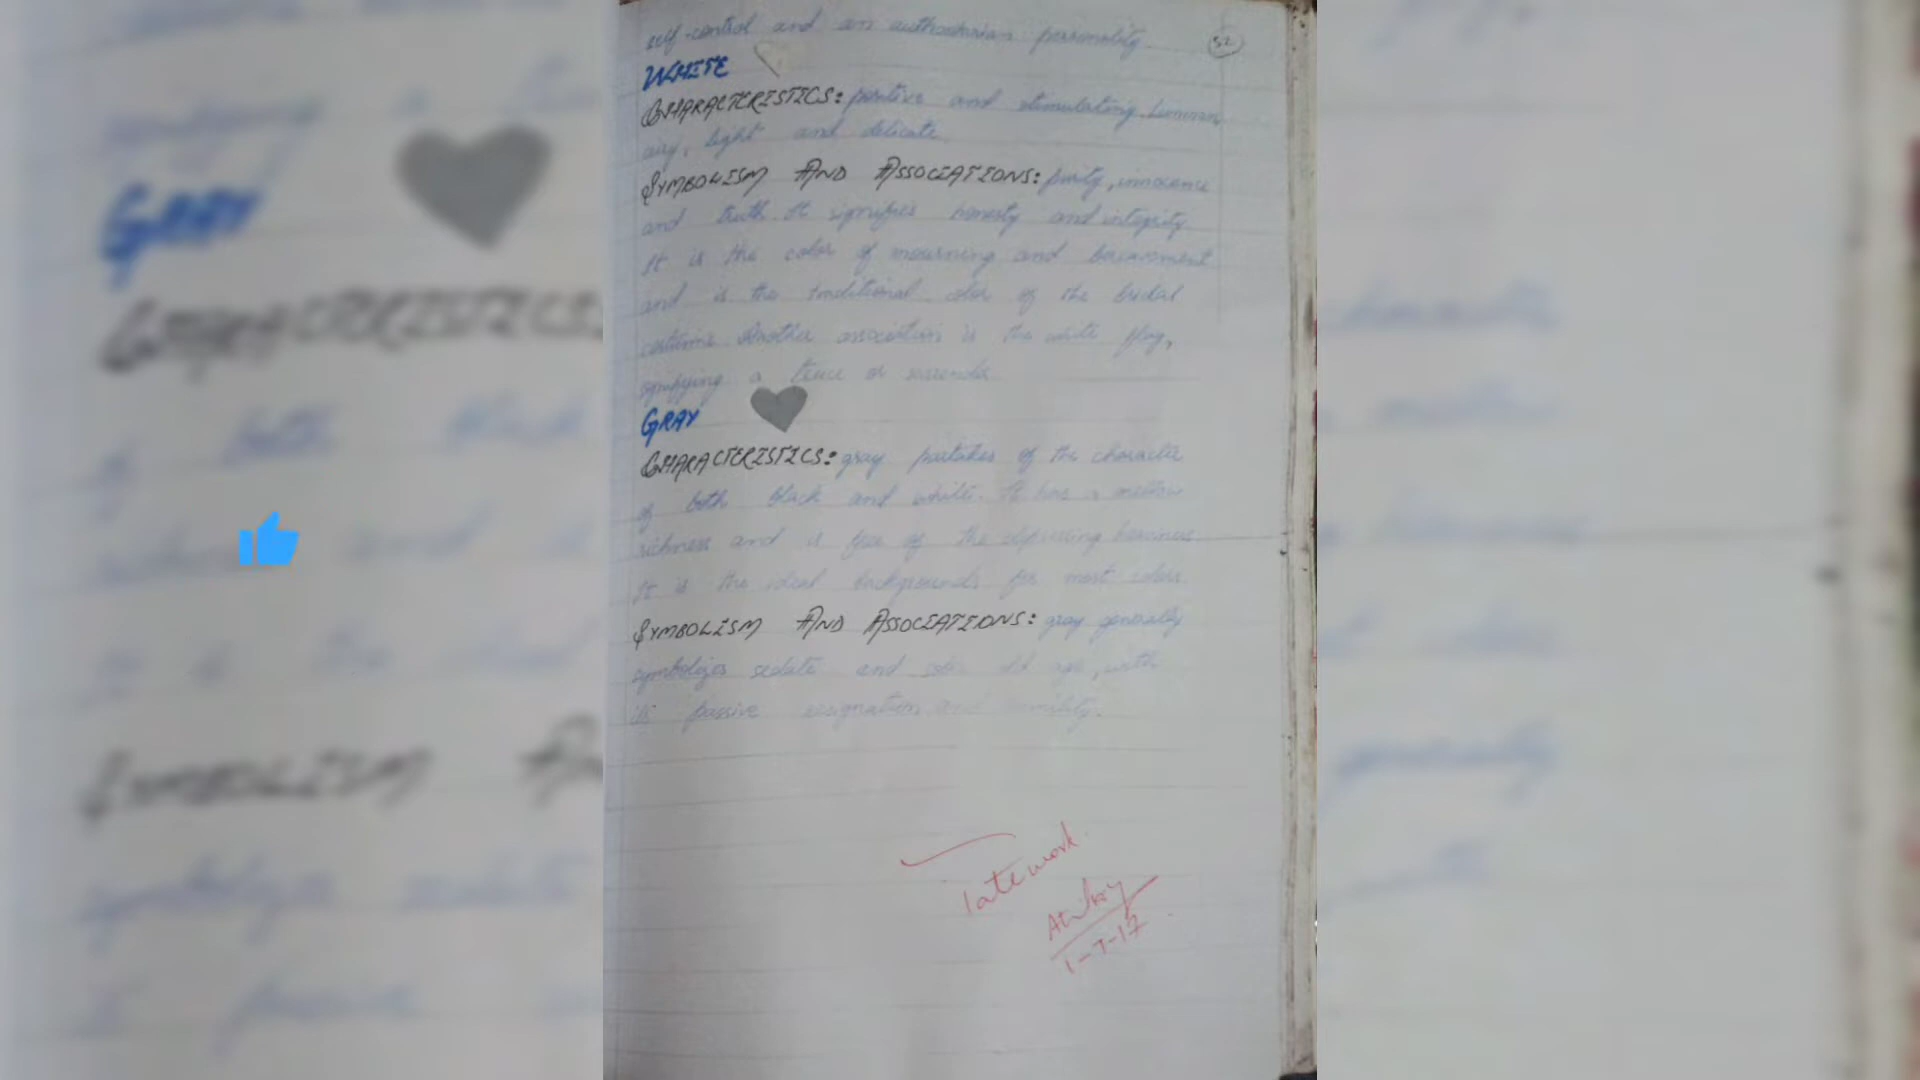 self-control and an authoritarian personality.
52
WHITE
CHARACTERISTICS: positive and stimulating, luminous
airy, light and delicate.
SYMBOLISM AND ASSOCIATIONS: purity, innocence
and truth. It signifies honesty and integrity.
It is the color of mourning and bereavement
and is the traditional color of the bridal
costume. Another association is the white flag,
signifying a truce or surrender.
GRAY
CHARACTERISTICS: gray partakes of the character
of both black and white. It has a mellow
richness and is free of the depressing heaviness
It is the ideal backgrounds for most colors.
SYMBOLISM AND ASSOCIATIONS: gray generally
symbolizes sedate and sober old age, with
its passive resignation and humility.
late work
1-7-17